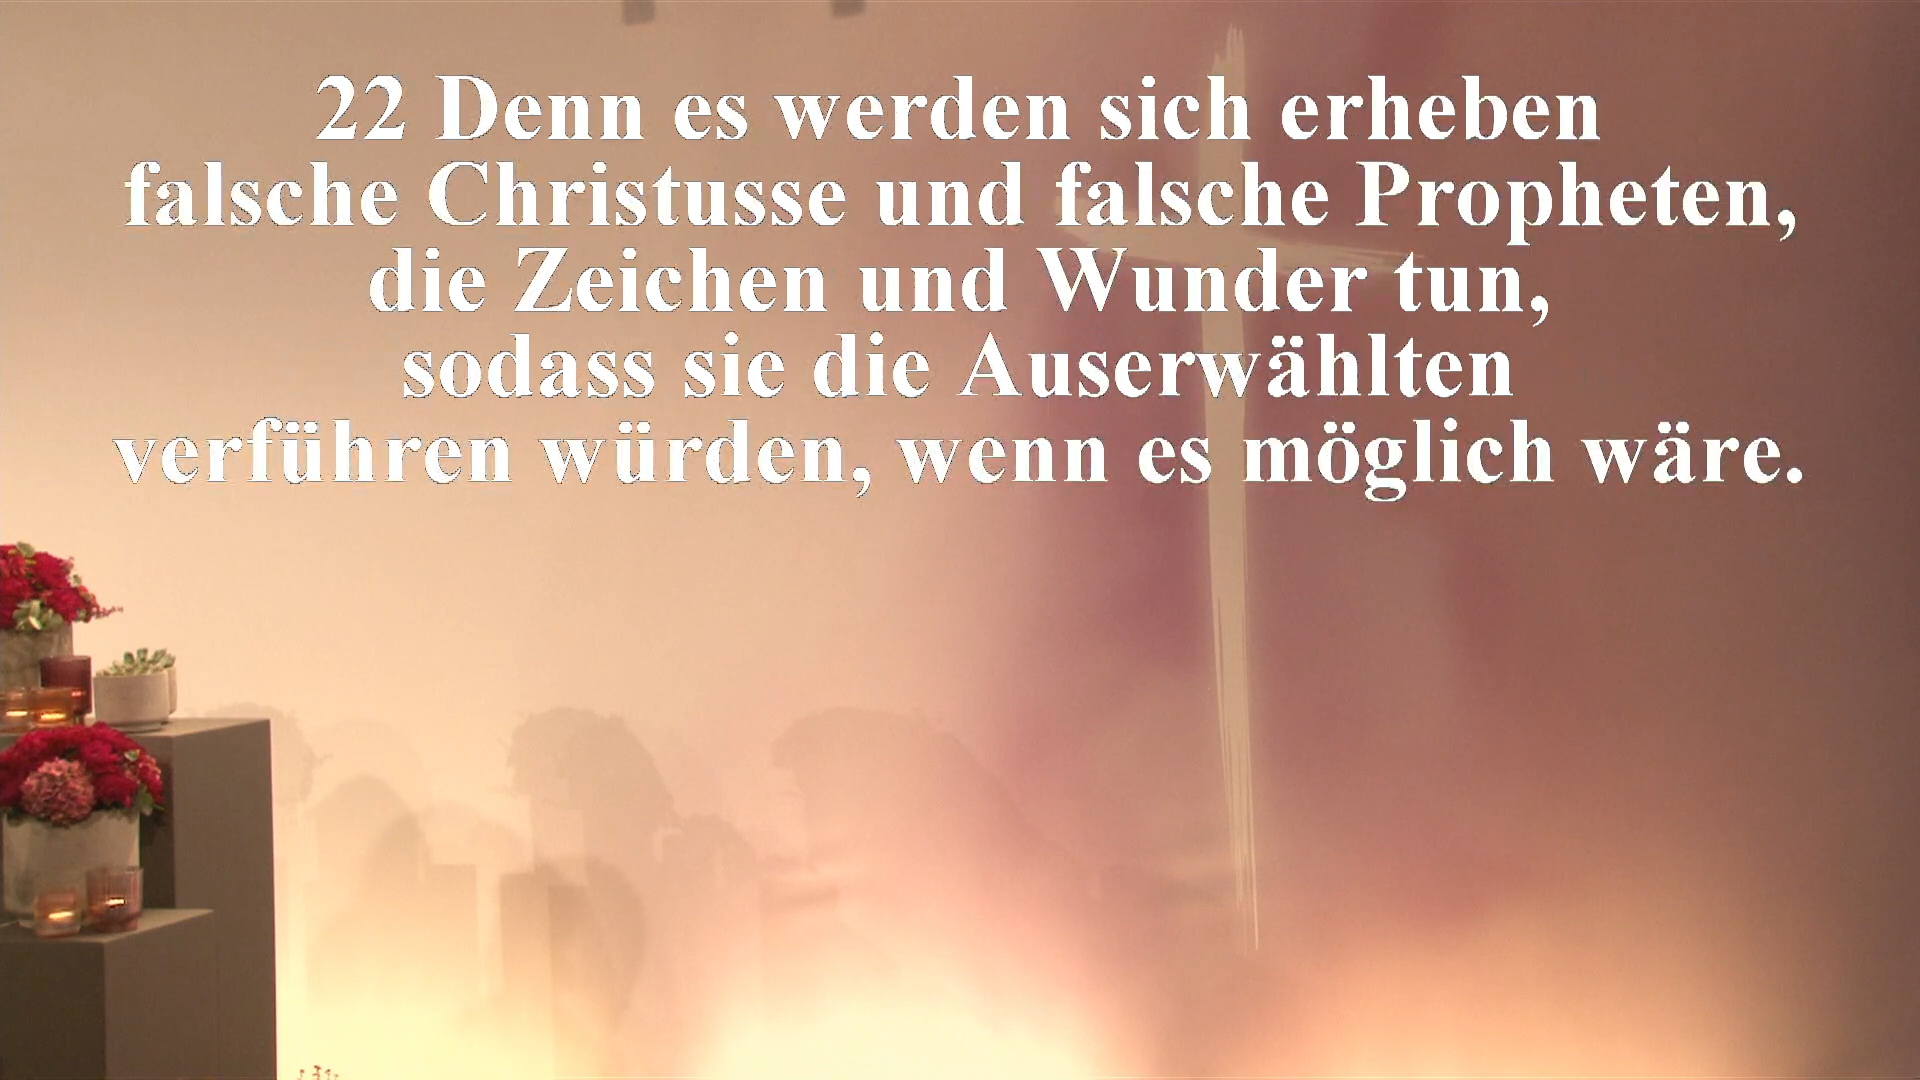 22 Denn es werden sich erheben
falsche Christusse und falsche Propheten,
die Zeichen und Wunder tun,
sodass sie die Auserwählten
verführen würden, wenn es möglich wäre.